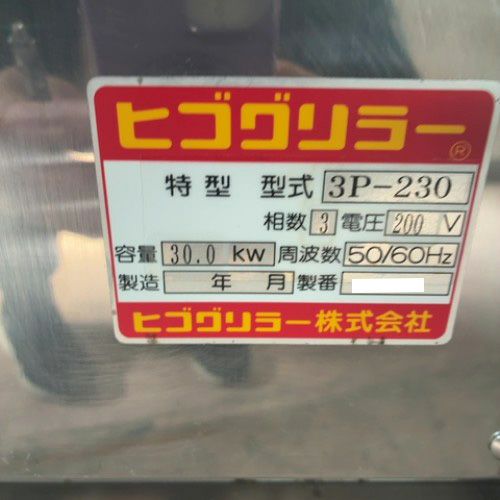 ヒゴグリラー®
特型 型式 3P-230
相数 3 電圧 200 V
容量 30.0 KW 周波数 50/60Hz
製造 年 月 製番
ヒゴグリラー株式会社